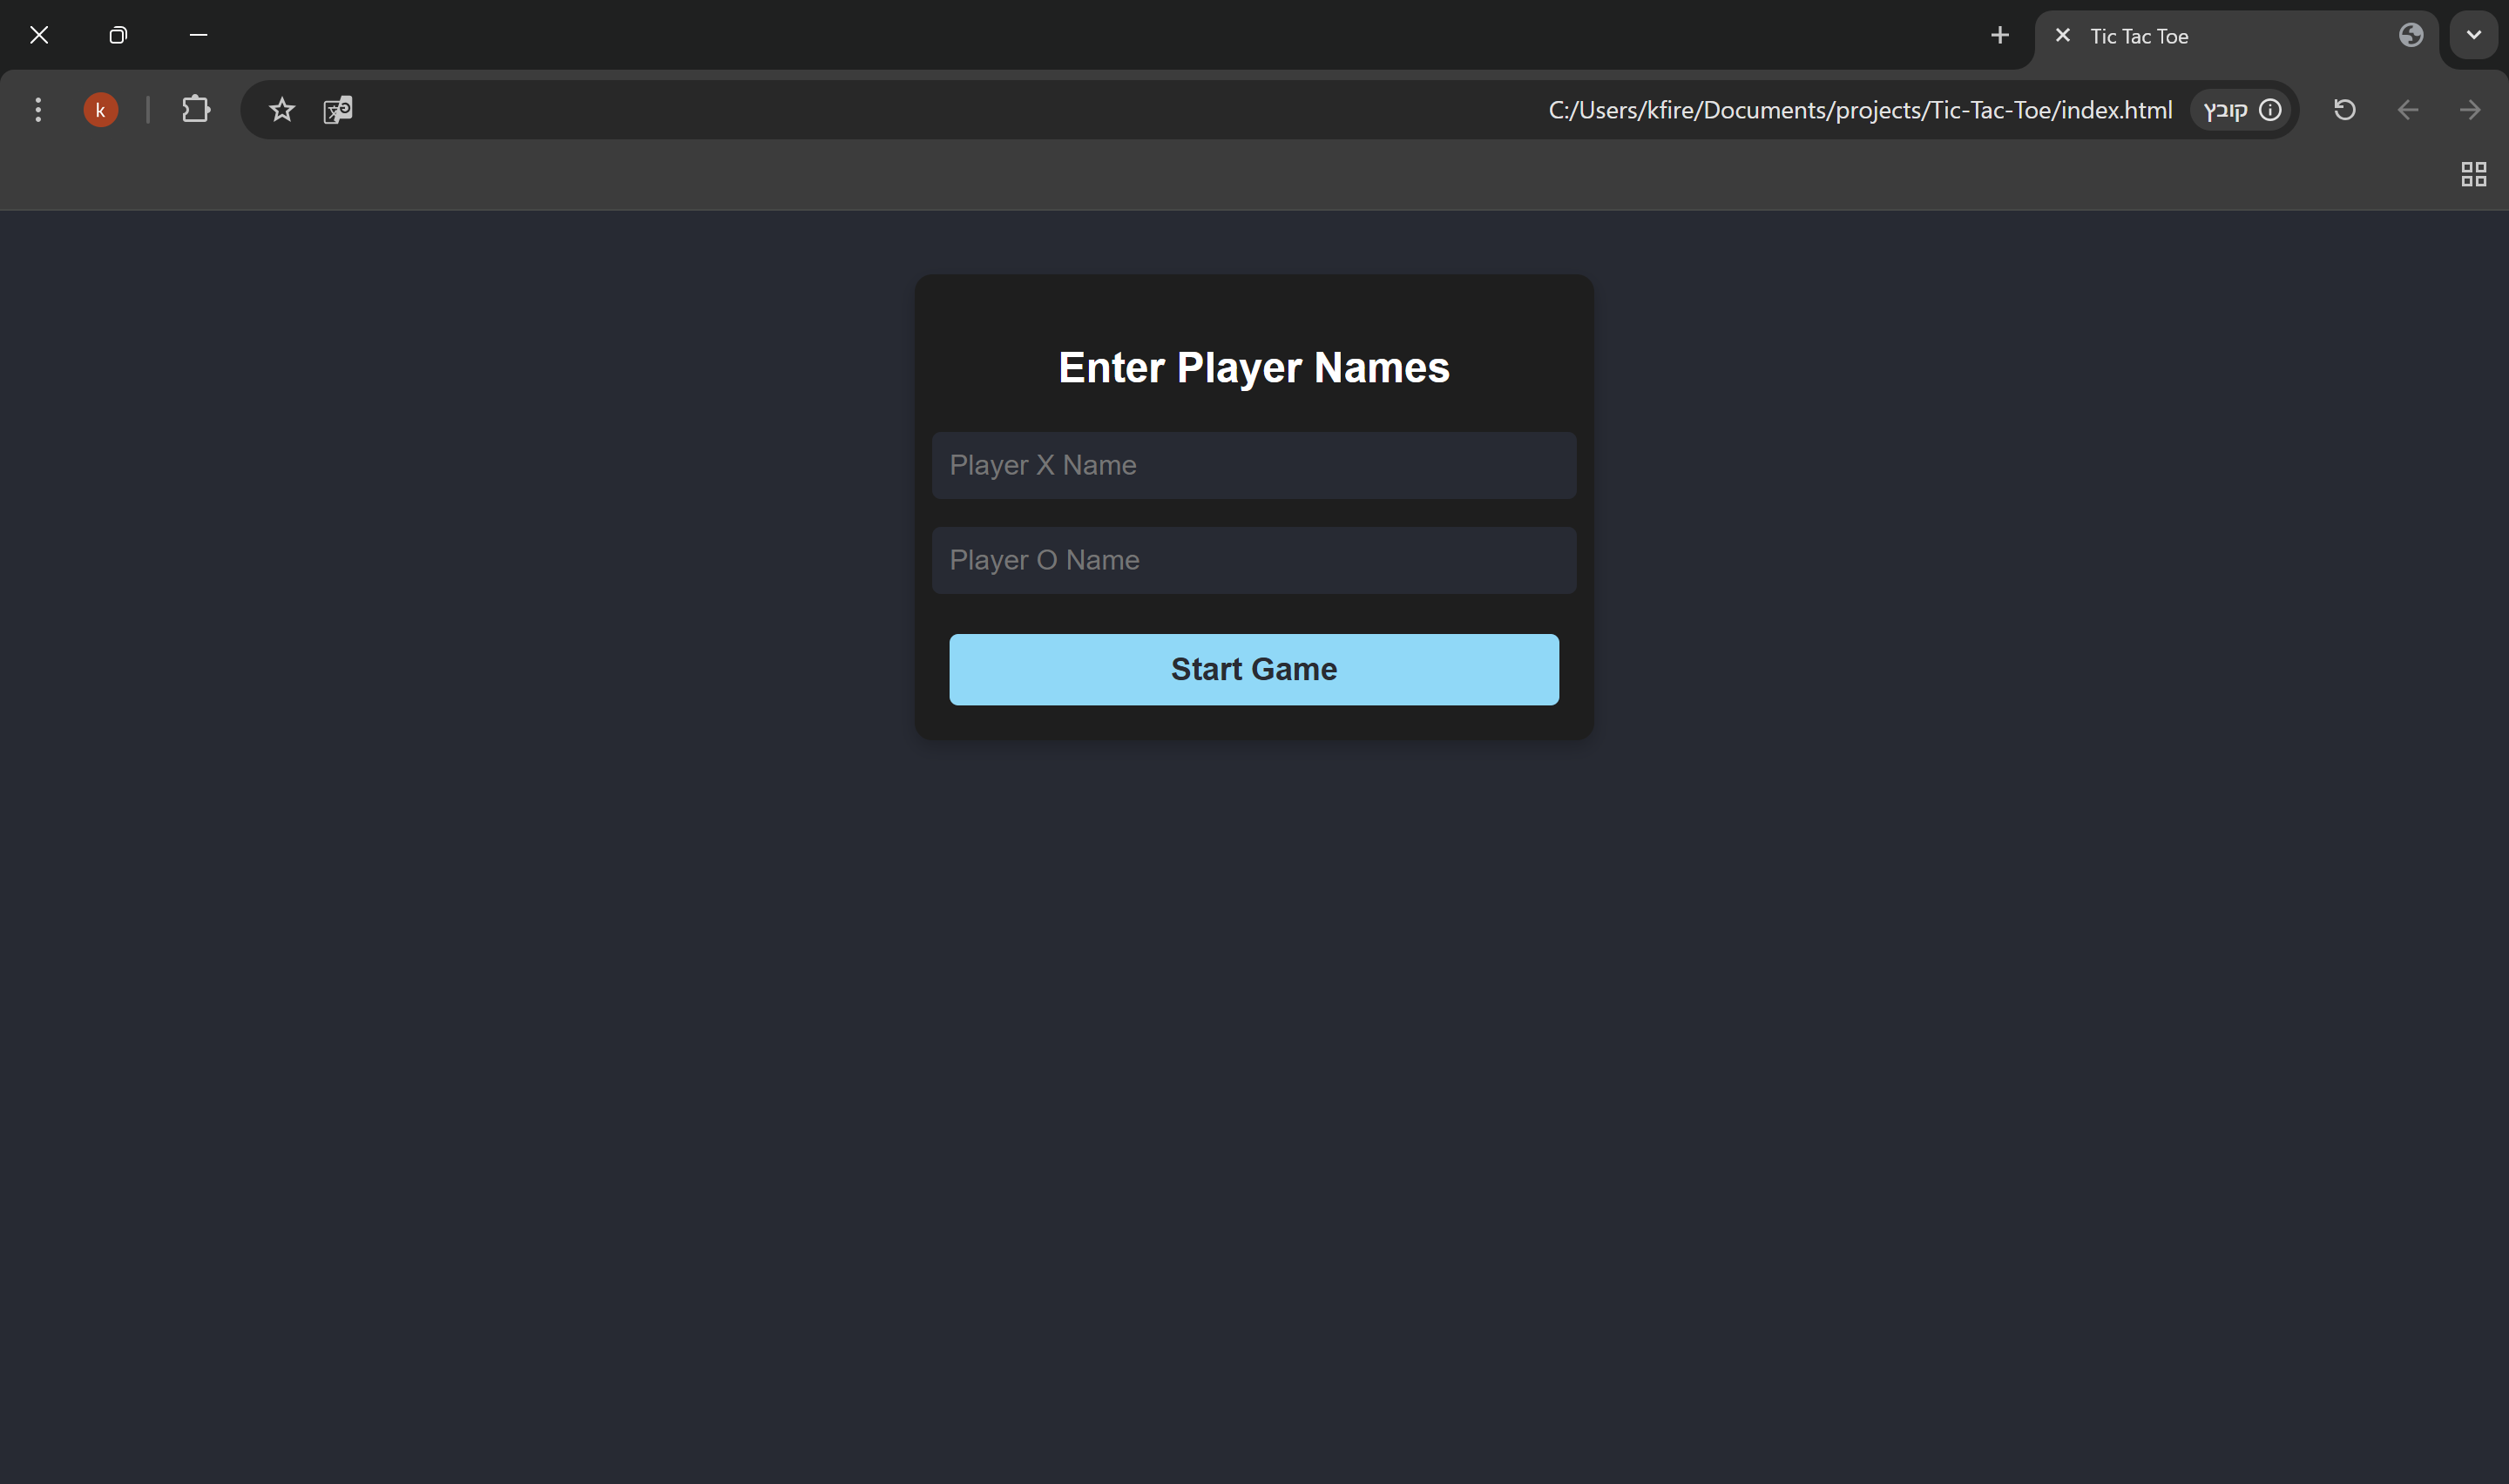 Tic Tac Toe
k
C:/Users/kfire/Documents/projects/Tic-Tac-Toe/index.html קובץ
Enter Player Names
Player X Name
Player O Name
Start Game